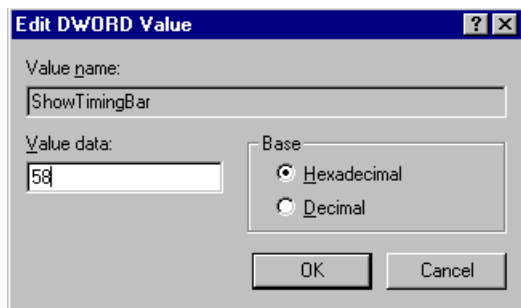 Edit DWORD Value
Value name:
ShowTimingBar
Value data:
58
Base
Hexadecimal
Decimal
OK
Cancel